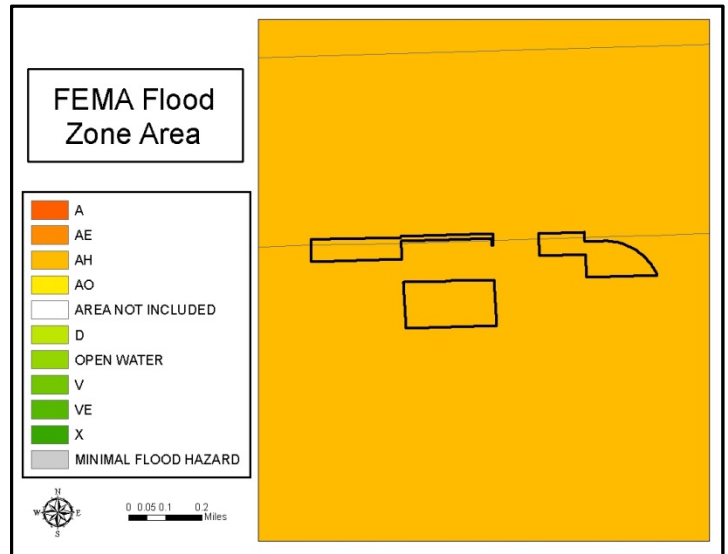 FEMA Flood
Zone Area
A
AE
AH
AO
AREA NOT INCLUDED
D
OPEN WATER
V
VE
X
MINIMAL FLOOD HAZARD
N
W E
S
0 0.05 0.1 0.2
Miles